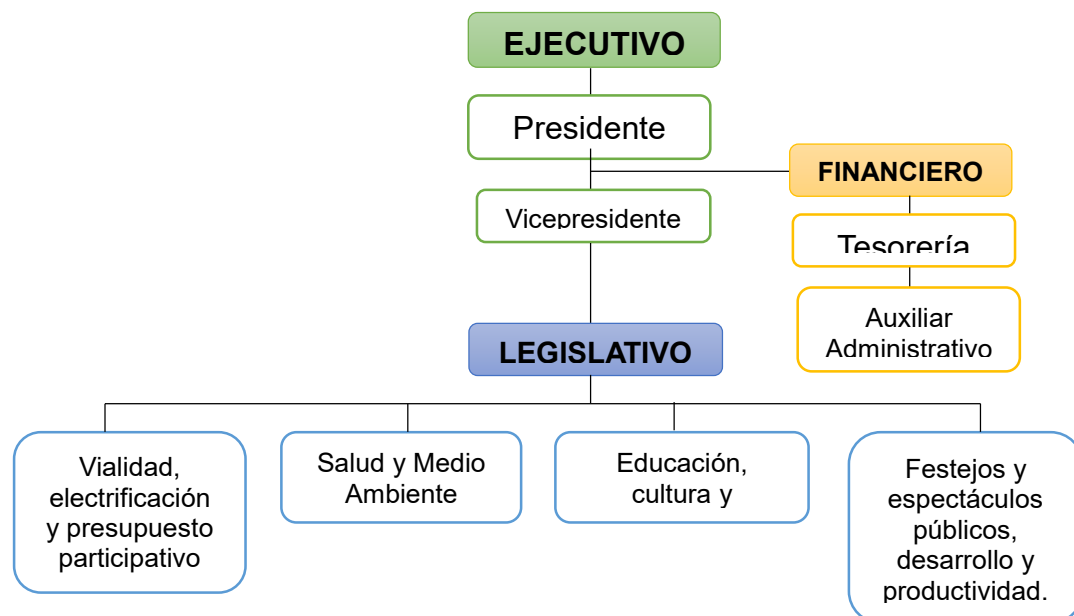 EJECUTIVO
Presidente
FINANCIERO
Vicepresidente
Tesorería
Auxiliar
Administrativo
LEGISLATIVO
Vialidad,
electrificación
y presupuesto
participativo
Salud y Medio
Ambiente
Educación,
cultura y
Festejos y
espectáculos
públicos,
desarrollo y
productividad.